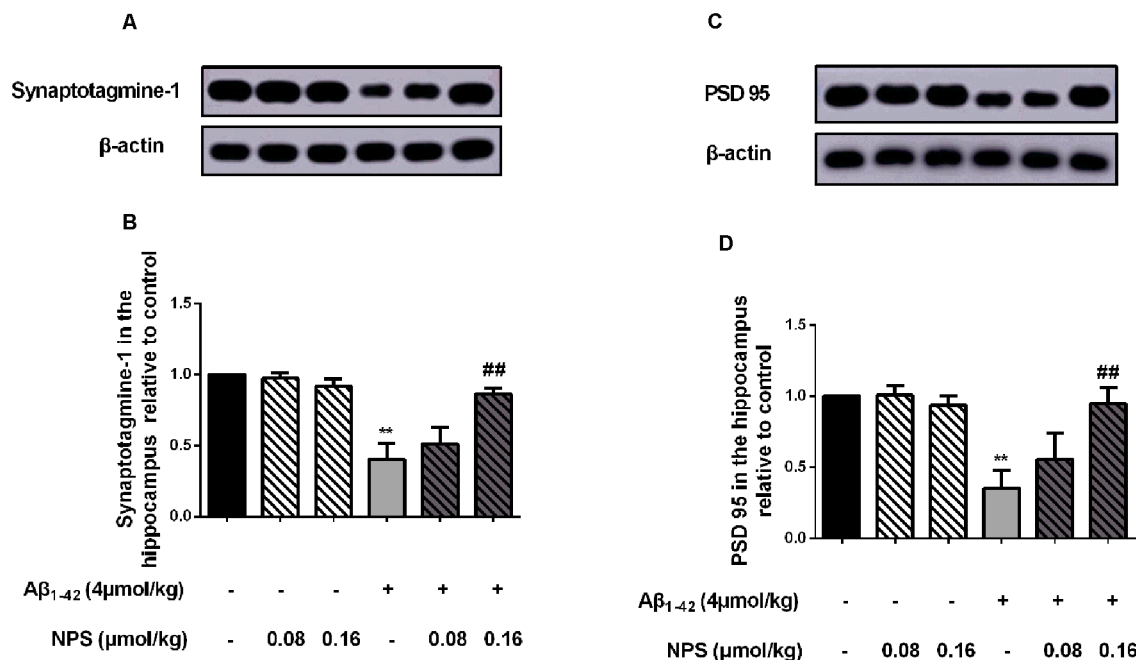 A
Synaptotagmine-1
β-actin
B
Synaptotagmine-1 in the
hippocampus relative to control
1.5
1.0
0.5
0.0
**
##
Aβ1-42 (4μmol/kg) - - - + + +
NPS (μmol/kg) - 0.08 0.16 - 0.08 0.16
C
PSD 95
β-actin
D
PSD 95 in the hippocampus
relative to control
1.5
1.0
0.5
0.0
**
##
Aβ1-42 (4μmol/kg) - - - + + +
NPS (μmol/kg) - 0.08 0.16 - 0.08 0.16